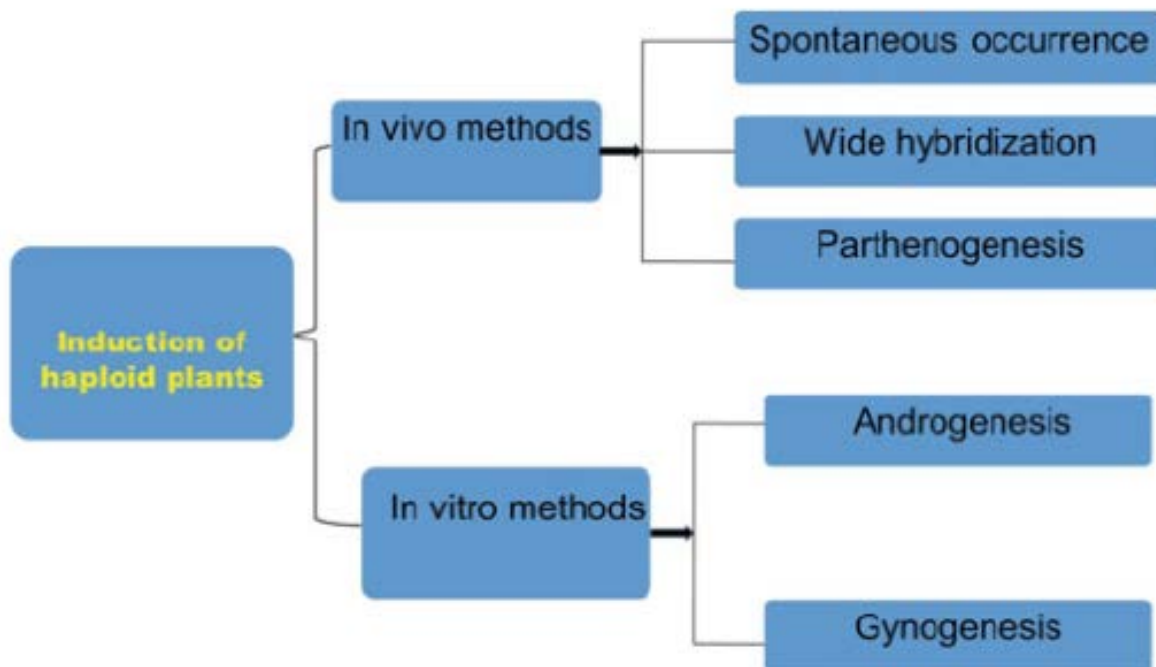 Spontaneous occurrence
In vivo methods
Wide hybridization
Parthenogenesis
Induction of
haploid plants
Androgenesis
In vitro methods
Gynogenesis